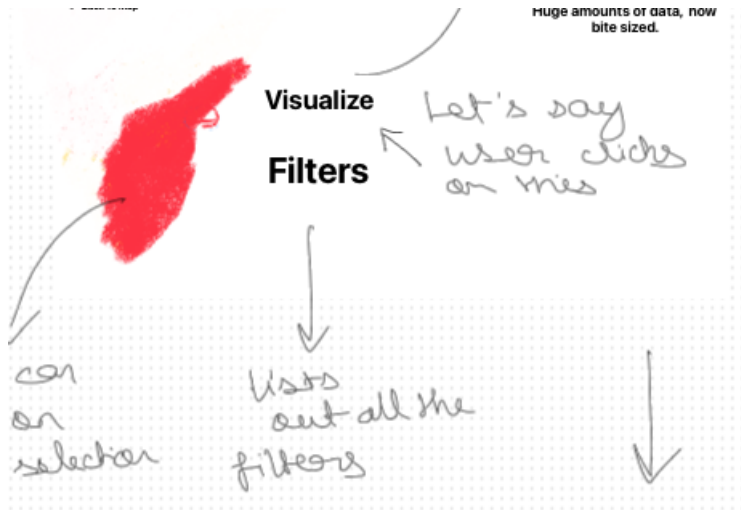 Huge amounts of data, now
bite sized.
Visualize
Let's say
user clicks
on this
Filters
can
on
selection
lists
out all the
filters